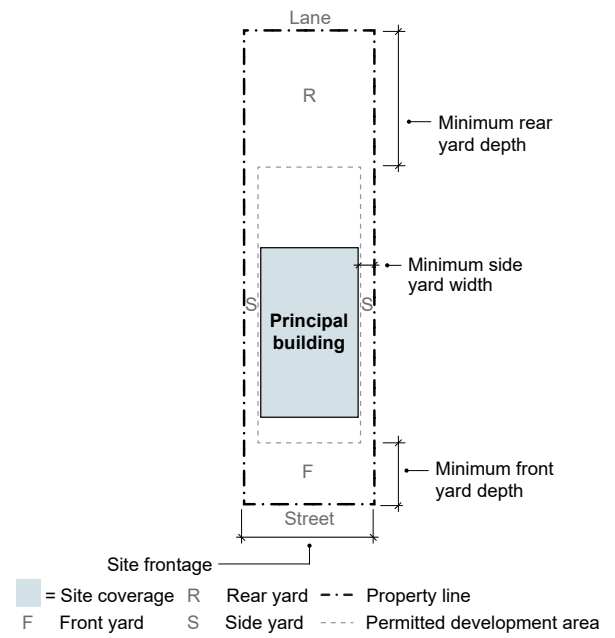 Lane
R
Minimum rear
yard depth
Minimum side
yard width
S
S
Principal
building
F
Minimum front
yard depth
Street
Site frontage
= Site coverage R Rear yard Property line
F Front yard S Side yard Permitted development area